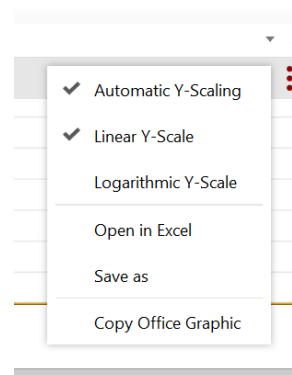 Automatic Y-Scaling
Linear Y-Scale
Logarithmic Y-Scale
Open in Excel
Save as
Copy Office Graphic